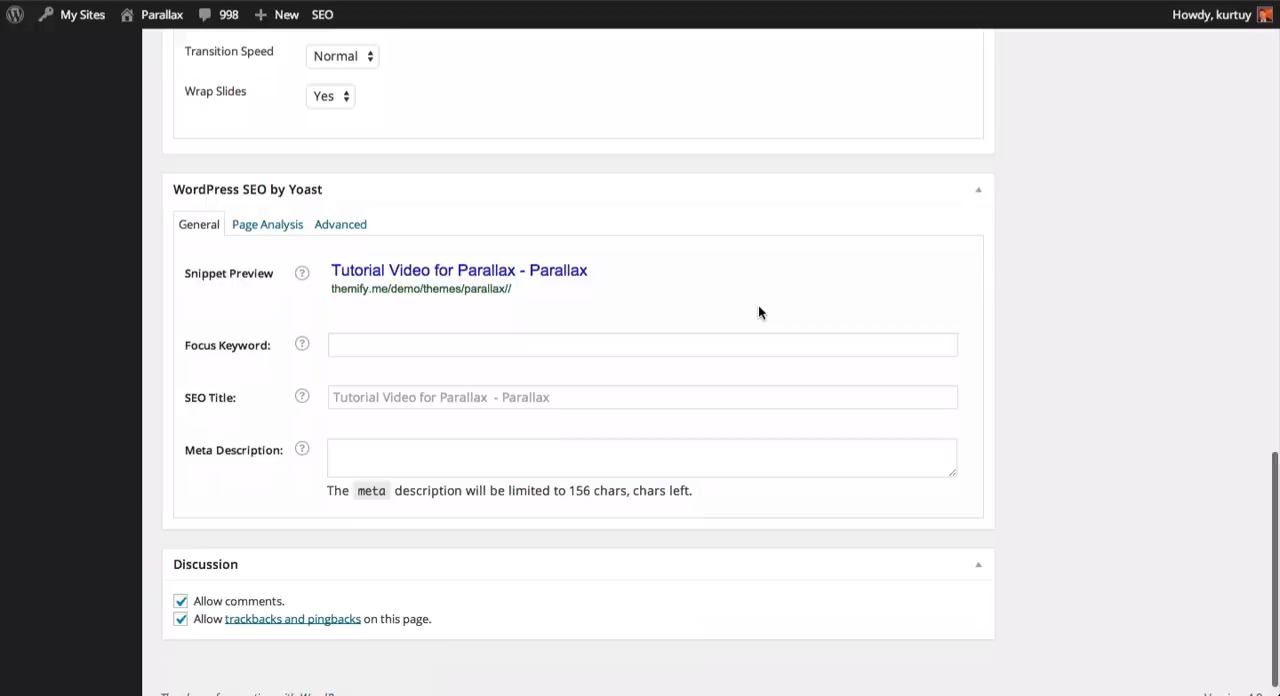 My Sites Parallax 998 New SEO Howdy, kurtuy
Transition Speed Normal
Wrap Slides Yes
WordPress SEO by Yoast
General Page Analysis Advanced
Snippet Preview ? Tutorial Video for Parallax - Parallax
themify.me/demo/themes/parallax//
Focus Keyword: ?
SEO Title: ? Tutorial Video for Parallax - Parallax
Meta Description: ?
The meta description will be limited to 156 chars, chars left.
Discussion
Allow comments.
Allow trackbacks and pingbacks on this page.